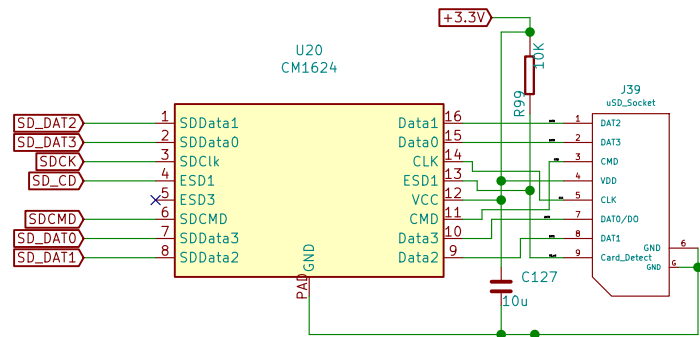 +3.3V
10K
R99
U20
CM1624
J39
uSD_Socket
SD_DAT2 1 SDData1 Data1 16 1 DAT2
SD_DAT3 2 SDData0 Data0 15 2 DAT3
SDCK 3 SDClk CLK 14 3 CMD
SD_CD 4 ESD1 ESD1 13 4 VDD
5 ESD3 VCC 12 5 CLK
SDCMD 6 SDCMD CMD 11 7 DAT0/DO
SD_DAT0 7 SDData3 Data3 10 8 DAT1
SD_DAT1 8 SDData2 Data2 9 9 Card_Detect
GND 6
GND G
PAD GND
C127
10u